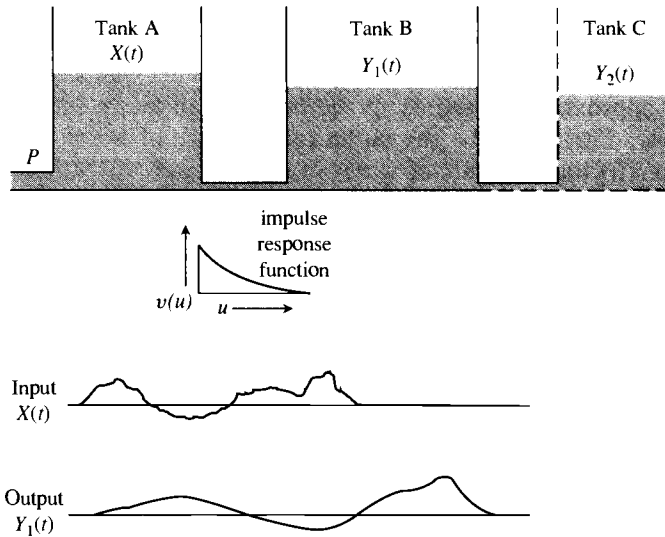 Tank A
X(t)
Tank B
Y₁(t)
Tank C
Y₂(t)
P
impulse
response
function
v(u)
u
Input
X(t)
Output
Y₁(t)